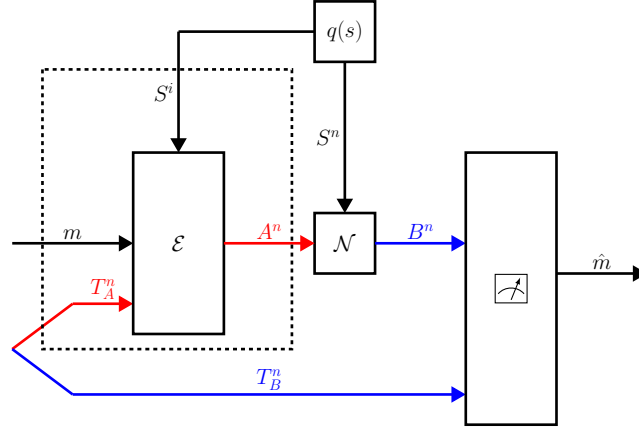 q(s)
S^i
S^n
m
ℰ
A^n
𝒩
B^n
m̂
T_A^n
T_B^n